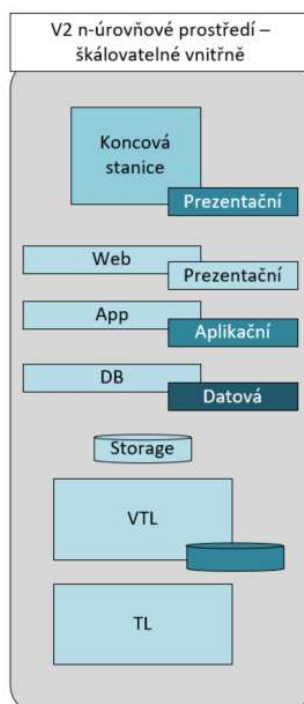 V2 n-úrovňové prostředí –
škálovatelné vnitřně
Koncová
stanice
Prezentační
Web
Prezentační
App
Aplikační
DB
Datová
Storage
VTL
TL